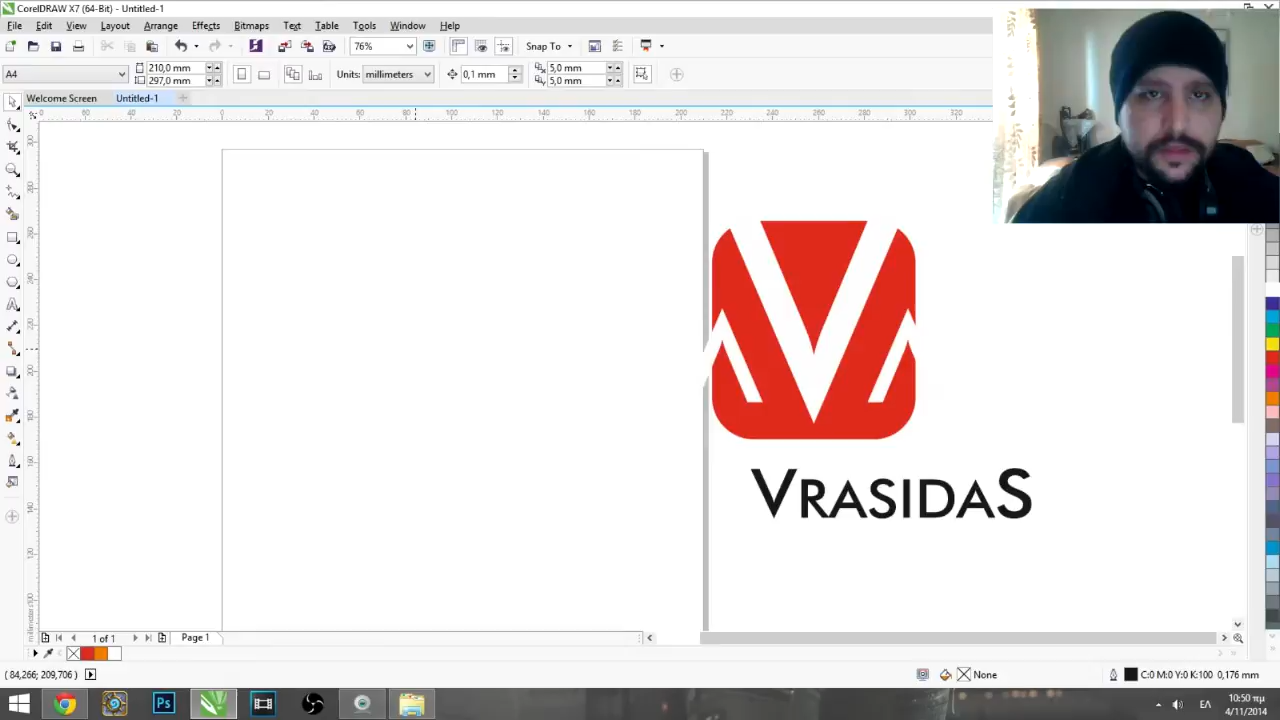 CorelDRAW X7 (64-Bit) - Untitled-1
File Edit View Layout Arrange Effects Bitmaps Text Table Tools Window Help
76% Snap To
A4 210,0 mm 297,0 mm Units: millimeters 0,1 mm 5,0 mm 5,0 mm
Welcome Screen Untitled-1
VRASIDAS
1 of 1 Page 1
( 84,266; 209,706 ) None C:0 M:0 Y:0 K:100 0,176 mm
Ps ΕΛ 10:50 πμ
4/11/2014